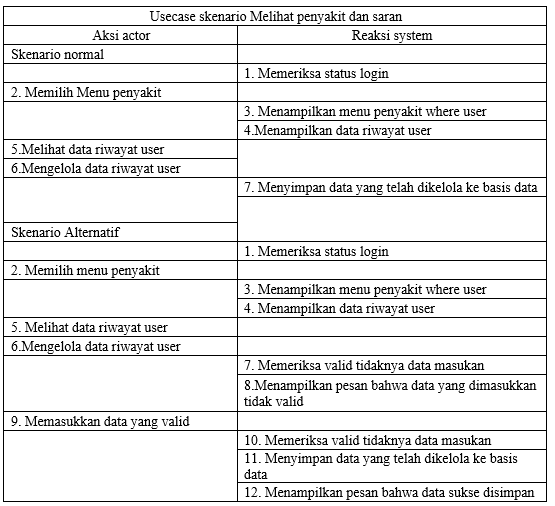 Usecase skenario Melihat penyakit dan saran
Aksi actor
Reaksi system
Skenario normal
1. Memeriksa status login
2. Memilih Menu penyakit
3. Menampilkan menu penyakit where user
4.Menampilkan data riwayat user
5.Melihat data riwayat user
6.Mengelola data riwayat user
7. Menyimpan data yang telah dikelola ke basis data
Skenario Alternatif
1. Memeriksa status login
2. Memilih menu penyakit
3. Menampilkan menu penyakit where user
4. Menampilkan data riwayat user
5. Melihat data riwayat user
6.Mengelola data riwayat user
7. Memeriksa valid tidaknya data masukan
8.Menampilkan pesan bahwa data yang dimasukkan
tidak valid
9. Memasukkan data yang valid
10. Memeriksa valid tidaknya data masukan
11. Menyimpan data yang telah dikelola ke basis
data
12. Menampilkan pesan bahwa data sukse disimpan